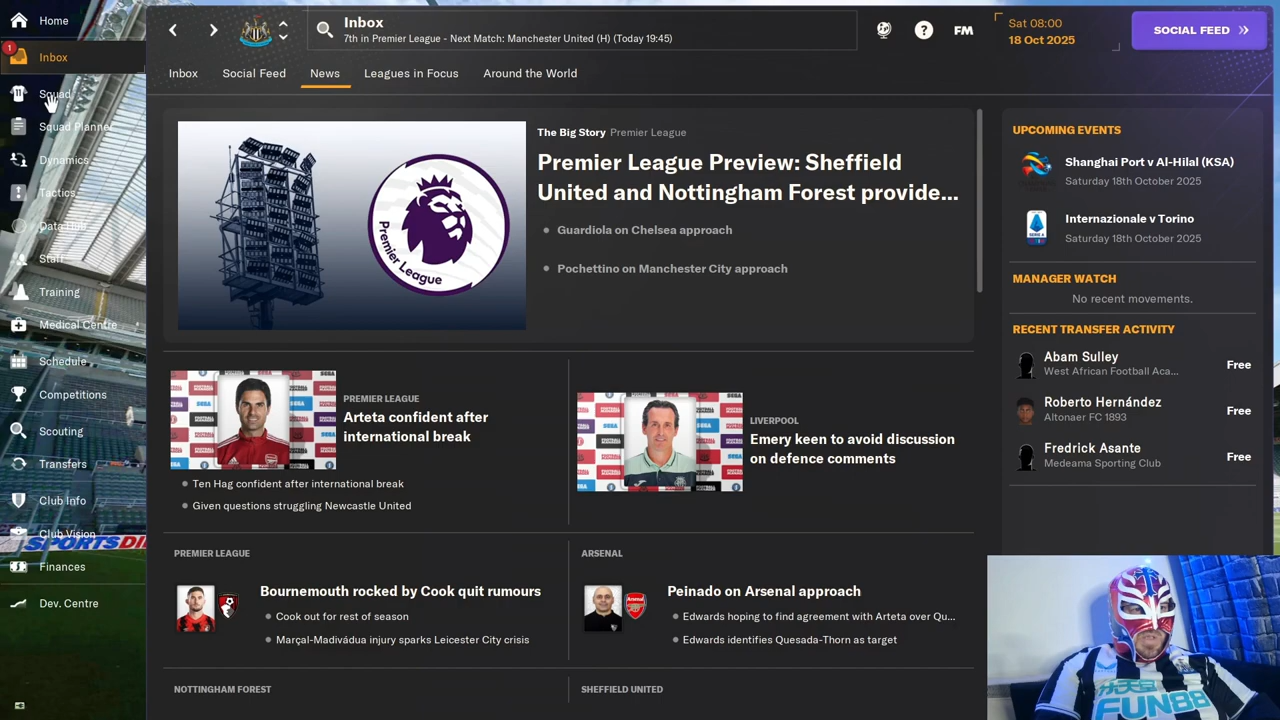 Home
1
Inbox
Squad
Squad Planner
Dynamics
Tactics
Data Hub
Staff
Training
Medical Centre
Schedule
Competitions
Scouting
Transfers
Club Info
Club Vision
SPORTS DI
Finances
Dev. Centre
Inbox
7th in Premier League - Next Match: Manchester United (H) (Today 19:45)
?
FM
Sat 08:00
18 Oct 2025
SOCIAL FEED
Inbox
Social Feed
News
Leagues in Focus
Around the World
Premier League
The Big Story Premier League
Premier League Preview: Sheffield
United and Nottingham Forest provide...
Guardiola on Chelsea approach
Pochettino on Manchester City approach
PREMIER LEAGUE
Arteta confident after
international break
Ten Hag confident after international break
Given questions struggling Newcastle United
LIVERPOOL
Emery keen to avoid discussion
on defence comments
PREMIER LEAGUE
Bournemouth rocked by Cook quit rumours
Cook out for rest of season
Marçal-Madivádua injury sparks Leicester City crisis
ARSENAL
Peinado on Arsenal approach
Edwards hoping to find agreement with Arteta over Qu...
Edwards identifies Quesada-Thorn as target
NOTTINGHAM FOREST
SHEFFIELD UNITED
UPCOMING EVENTS
Shanghai Port v Al-Hilal (KSA)
Saturday 18th October 2025
Internazionale v Torino
Saturday 18th October 2025
MANAGER WATCH
No recent movements.
RECENT TRANSFER ACTIVITY
Abam Sulley
West African Football Aca...
Free
Roberto Hernández
Altonaer FC 1893
Free
Fredrick Asante
Medeama Sporting Club
Free
FUN88